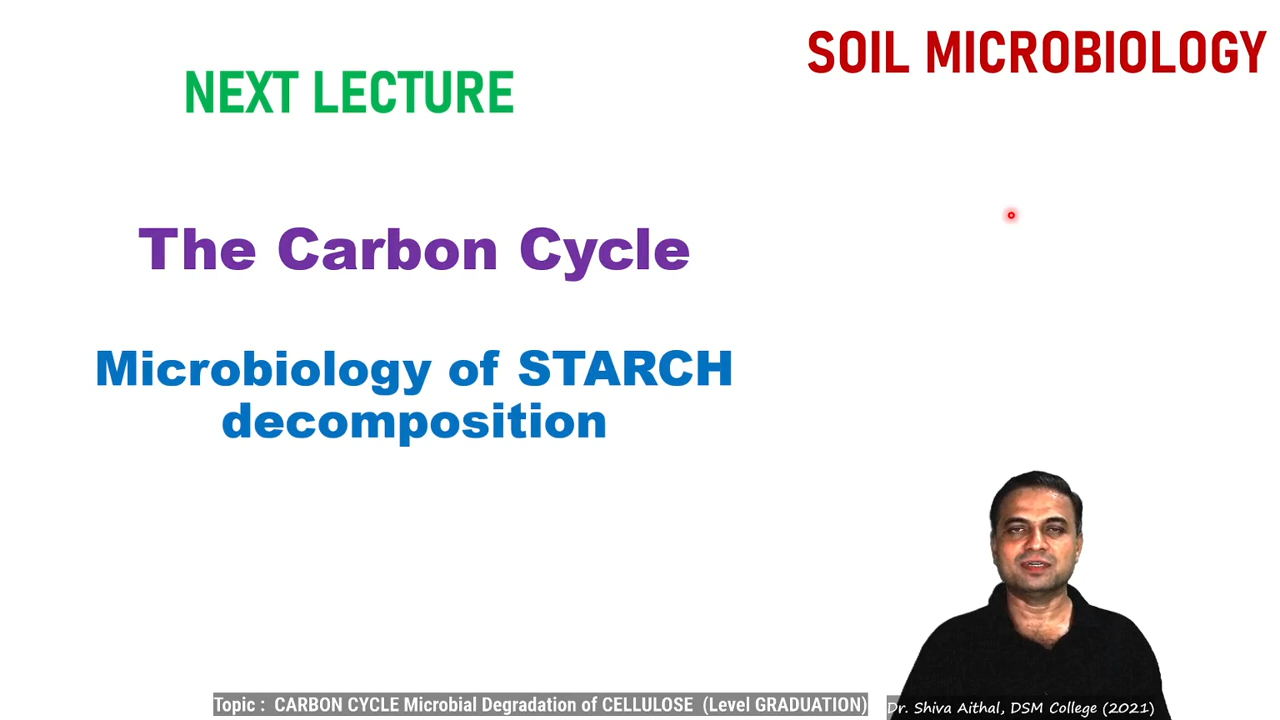 SOIL MICROBIOLOGY
NEXT LECTURE
The Carbon Cycle
Microbiology of STARCH
decomposition
Topic : CARBON CYCLE Microbial Degradation of CELLULOSE (Level GRADUATION)
Dr. Shiva Aithal, DSM College (2021)